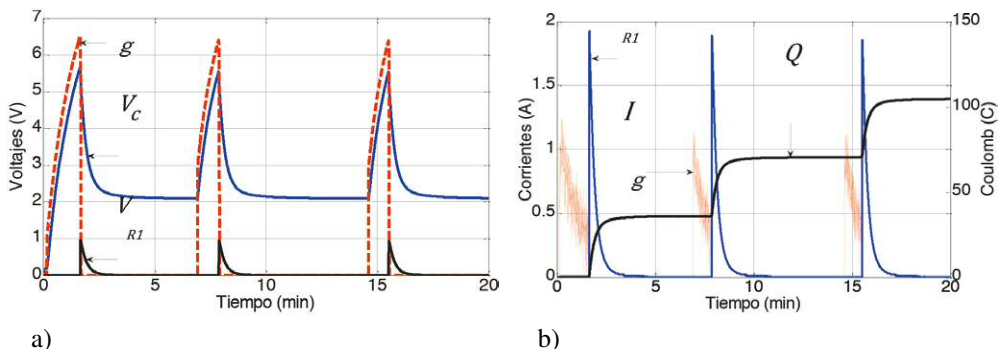 7
6
5
4
3
2
1
0
Voltajes (V)
g
V_c
V
R1
0
5
10
15
20
Tiempo (min)
a)
2
1.5
1
0.5
0
Corrientes (A)
R1
I
Q
g
150
100
50
0
Coulomb (C)
0
5
10
15
20
Tiempo (min)
b)